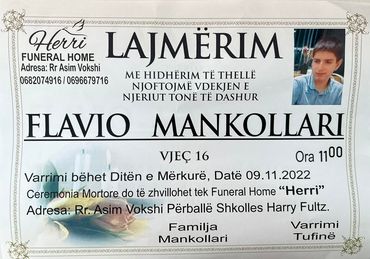 Herri
FUNERAL HOME
Adresa: Rr Asim Vokshi
0682074916 / 0696679716
LAJMËRIM
ME HIDHËRIM TË THELLË
NJOFTOJMË VDEKJEN E
NJERIUT TONË TË DASHUR
FLAVIO MANKOLLARI
VJEÇ 16
Ora 11 00
Varrimi bëhet Ditën e Mërkurë, Datë 09.11.2022
Ceremonia Mortore do të zhvillohet tek Funeral Home "Herri"
Adresa: Rr. Asim Vokshi Përballë Shkolles Harry Fultz.
Familja
Mankollari
Varrimi
Tufinë